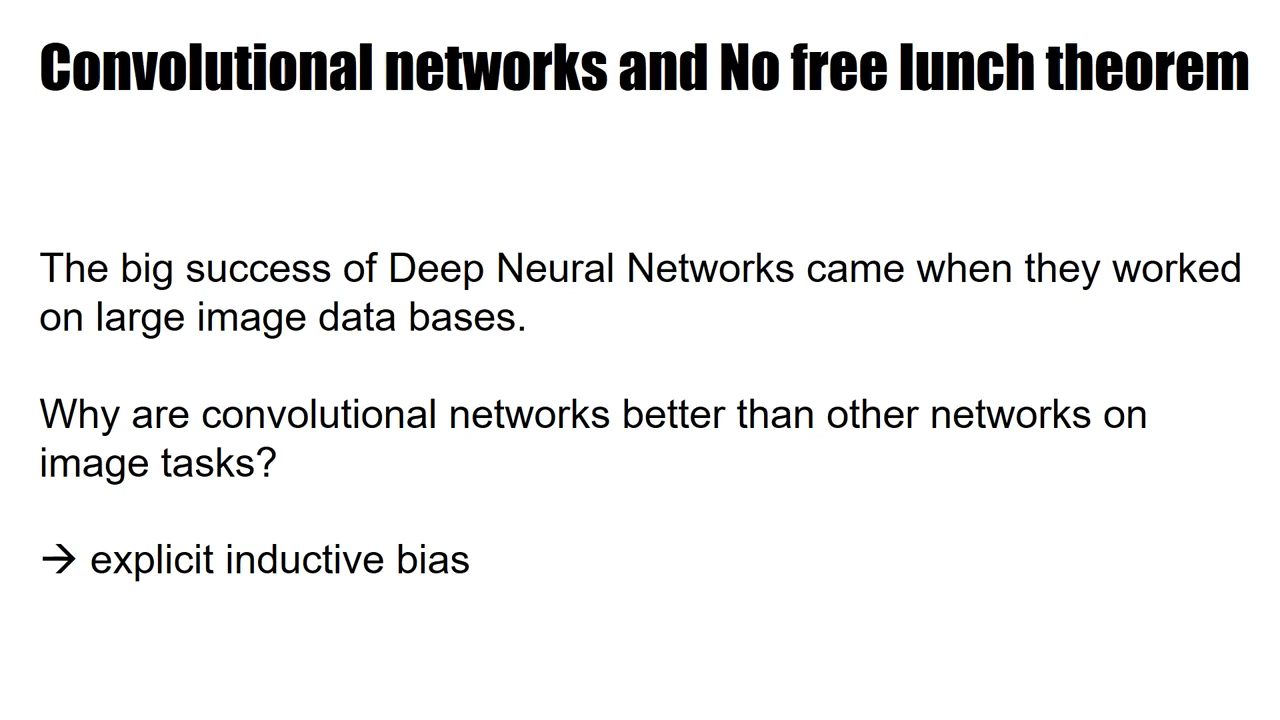 Convolutional networks and No free lunch theorem
The big success of Deep Neural Networks came when they worked
on large image data bases.
Why are convolutional networks better than other networks on
image tasks?
→ explicit inductive bias